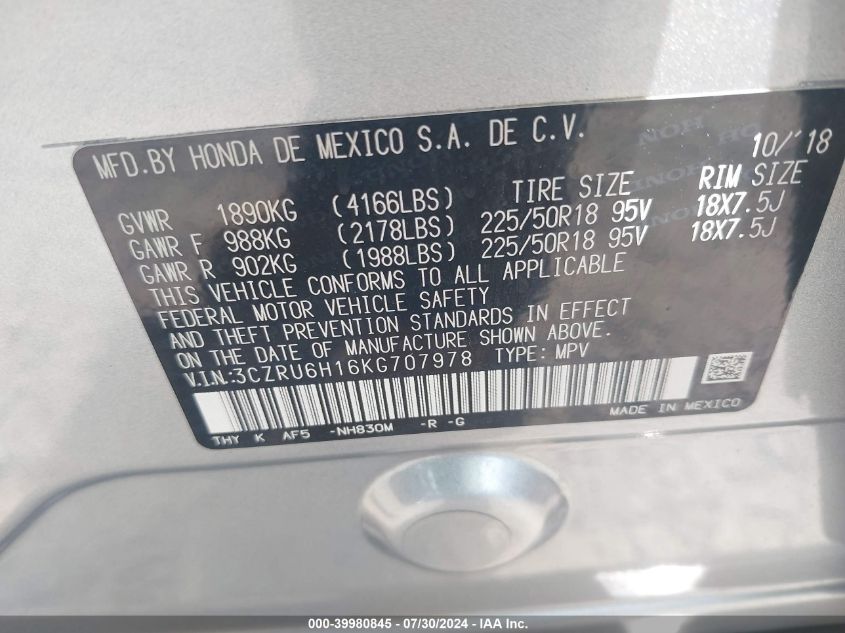 MFD.BY HONDA DE MEXICO S.A. DE C.V. 10/'18
GVWR 1890KG (4166LBS) TIRE SIZE RIM SIZE
GAWR F 988KG (2178LBS) 225/50R18 95V 18X7.5J
GAWR R 902KG (1988LBS) 225/50R18 95V 18X7.5J
THIS VEHICLE CONFORMS TO ALL APPLICABLE
FEDERAL MOTOR VEHICLE SAFETY
AND THEFT PREVENTION STANDARDS IN EFFECT
ON THE DATE OF MANUFACTURE SHOWN ABOVE.
V.I.N.:3CZRU6H16KG707978 TYPE: MPV
MADE IN MEXICO
THY K AF5 -NH830M -R -G
000-39980845 - 07/30/2024 - IAA Inc.